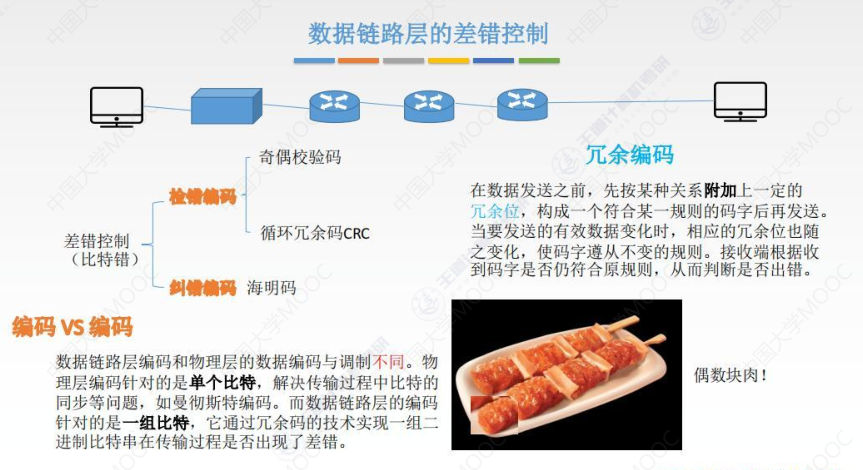 数据链路层的差错控制
奇偶校验码
检错编码
循环冗余码CRC
差错控制
（比特错）
纠错编码 海明码
冗余编码
在数据发送之前，先按某种关系附加上一定的
冗余位，构成一个符合某一规则的码字后再发送。
当要发送的有效数据变化时，相应的冗余位也随
之变化，使码字遵从不变的规则。接收端根据收
到码字是否仍符合原规则，从而判断是否出错。
编码 VS 编码
数据链路层编码和物理层的数据编码与调制不同。物
理层编码针对的是单个比特，解决传输过程中比特的
同步等问题，如曼彻斯特编码。而数据链路层的编码
针对的是一组比特，它通过冗余码的技术实现一组二
进制比特串在传输过程是否出现了差错。
偶数块肉！
中国大学MOOC
王道计算机考研